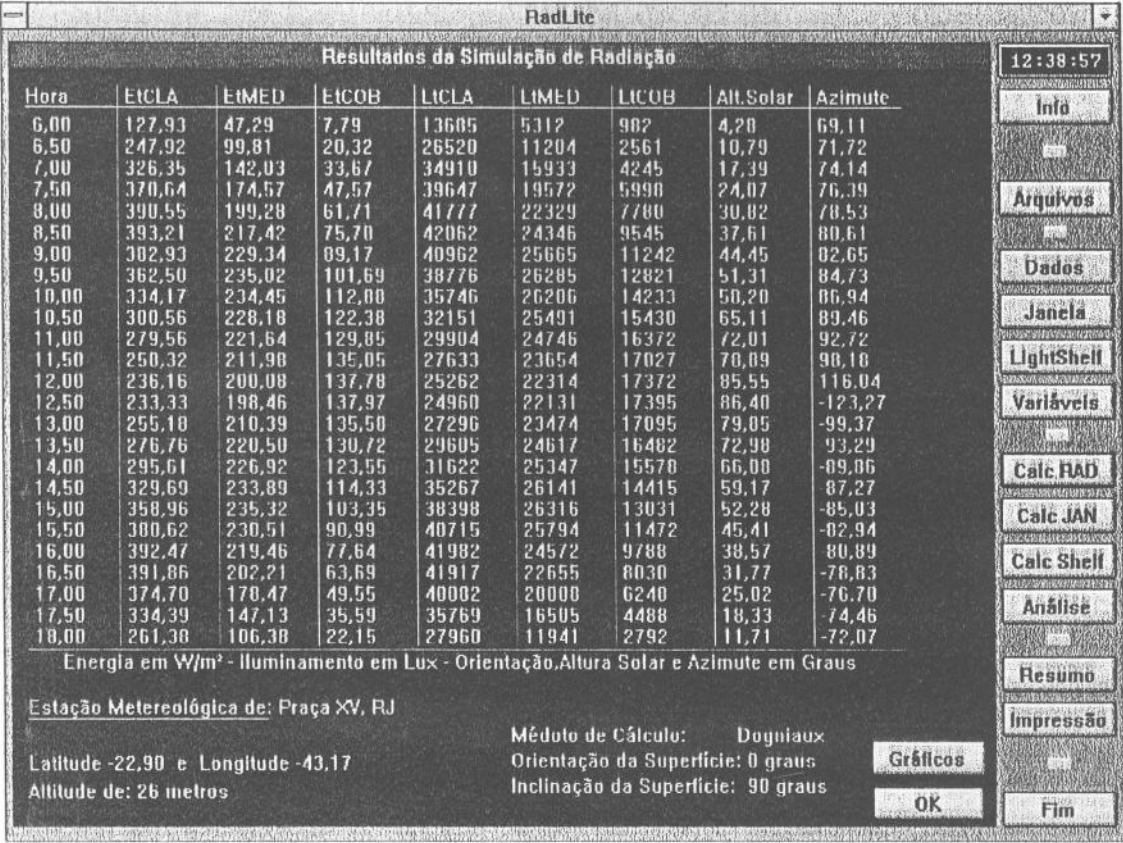 RadLite
Resultados da Simulação de Radiação
Hora EtCLA EtMED EtCOB LtCLA LtMED LtCOB Alt.Solar Azimute
6,00 127,93 47,29 7,79 13685 5312 982 4,28 69,11
6,50 247,92 99,81 20,32 26520 11204 2561 10,79 71,72
7,00 326,35 142,03 33,67 34910 15933 4245 17,39 74,14
7,50 370,64 174,57 47,57 39647 19572 5998 24,07 76,39
8,00 390,55 199,28 61,71 41777 22329 7780 30,82 78,53
8,50 393,21 217,42 75,70 42062 24346 9545 37,61 80,61
9,00 382,93 229,34 89,17 40962 25665 11242 44,45 82,65
9,50 362,50 235,02 101,69 38776 26285 12821 51,31 84,73
10,00 334,17 234,45 112,88 35746 26206 14233 58,20 86,94
10,50 300,56 228,18 122,38 32151 25491 15430 65,11 89,46
11,00 279,56 221,64 129,85 29904 24746 16372 72,01 92,72
11,50 258,32 211,98 135,05 27633 23654 17027 78,89 98,18
12,00 236,16 200,08 137,78 25262 22314 17372 85,55 116,04
12,50 233,33 198,46 137,97 24960 22131 17395 86,40 -123,27
13,00 255,18 210,39 135,50 27296 23474 17095 79,85 -99,37
13,50 276,76 220,50 130,72 29605 24617 16482 72,98 93,29
14,00 295,61 226,92 123,55 31622 25347 15578 66,08 -89,86
14,50 329,69 233,89 114,33 35267 26141 14415 59,17 -87,27
15,00 358,96 235,32 103,35 38398 26316 13031 52,28 -85,03
15,50 380,62 230,51 90,99 40715 25794 11472 45,41 -82,94
16,00 392,47 219,46 77,64 41982 24572 9788 38,57 80,89
16,50 391,86 202,21 63,69 41917 22655 8030 31,77 -78,83
17,00 374,70 178,47 49,55 40082 20008 6248 25,02 -76,70
17,50 334,39 147,13 35,59 35769 16505 4488 18,33 -74,46
18,00 261,38 106,38 22,15 27960 11941 2792 11,71 -72,07
Energia em W/m² - Iluminamento em Lux - Orientação,Altura Solar e Azimute em Graus
Estação Metereológica de: Praça XV, RJ
Latitude -22,90 e Longitude -43,17
Altitude de: 26 metros
Médoto de Cálculo: Dogniaux
Orientação da Superfície: 0 graus
Inclinação da Superfície: 90 graus
Gráficos
OK
12:38:57
Info
Arquivos
Dados
Janela
LightShelf
Variáveis
Calc RAD
Calc JAN
Calc Shelf
Análise
Resumo
Impressão
Fim